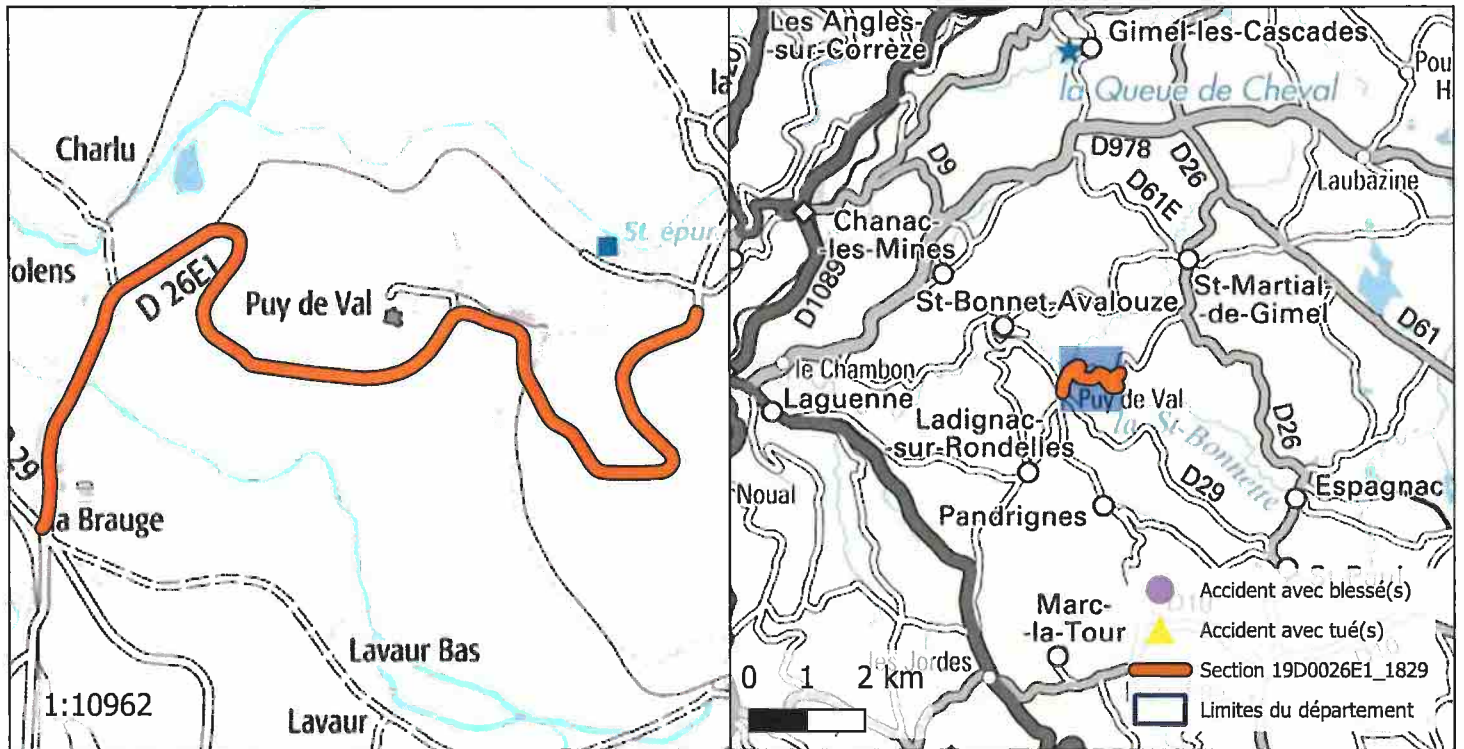 Charlu
olens
D 26E1
St épur
Puy de Val
29
la Brauge
Lavaur Bas
Lavaur
1:10962
la
Les Angles-
-sur-Corrèze
Gimel-les-Cascades
la Queue de Cheval
Pou
H
D9
D978
D26
D61E
Laubazine
Chanac-
-les-Mines
D1089
St-Bonnet-Avalouze
St-Martial-
-de-Gimel
D61
le Chambon
Laguenne
Puy de Val
Ladignac-
-sur-Rondelles
la St-Bonnette
D26
D29
Noual
Pandrignes
Espagnac
Marc-
-la-Tour
les Jordes
0 1 2 km
Accident avec blessé(s)
Accident avec tué(s)
Section 19D0026E1_1829
Limites du département